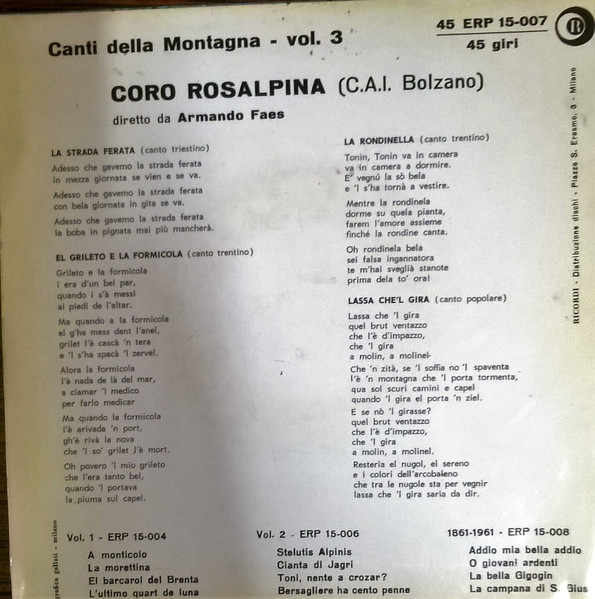 45 ERP 15-007
45 giri
R
Canti della Montagna - vol. 3
CORO ROSALPINA (C.A.I. Bolzano)
diretto da Armando Faes
LA STRADA FERATA (canto triestino)
Adesso che gavemo la strada ferata
in mezza giornata se vien e se va.
Adesso che gavemo la strada ferata
con bela giornata in gita se va.
Adesso che gavemo la strada ferata
la boba in pignata mai più mancherà.
EL GRILETO E LA FORMICOLA (canto trentino)
Grileto e la formicola
i era d'un bel par,
quando i s'à messi
ai piedi de l'altar.
Ma quando a la formicola
el g'ha mess dent l'anel,
grilet l'è cascà 'n tera
e 'l s'ha spacà 'l zervel.
Alora la formicola
l'è nada de là del mar,
a ciamar 'l medico
per farlo medicar
Ma quando la formicola
l'è arivada 'n port,
gh'è rivà la nova
che 'l so' grilet l'è mort.
Oh povero 'l mio grileto
che l'era tanto bel,
quando 'l portava
la piuma sul capel.
LA RONDINELLA (canto trentino)
Tonin, Tonin va in camera
va in camera a dormire.
E' vegnú la sò bela
e 'l s'ha tornà a vestire.
Mentre la rondinela
dorme su quela pianta,
farem l'amore assieme
finché la rondine canta.
Oh rondinela bela
sei falsa ingannatora
te m'hai sveglià stanote
prima dela to' ora!
LASSA CHE'L GIRA (canto popolare)
Lassa che 'l gira
quel brut ventazzo
che l'è d'impazzo,
che 'l gira
a molin, a molinel.
Che 'n zità, se 'l soffia no 'l spaventa
l'è 'n montagna che 'l porta tormenta,
qua sol scuri camini e capel
quando 'l gira el porta 'n ziel.
E se nò 'l girasse?
quel brut ventazzo
che l'è d'impazzo,
che 'l gira
a molin, a molinel.
Resteria el nugol, el sereno
e i colori dell'arcobaleno
che tra le nugole sta per vegnir
lassa che 'l gira saria da dir.
RICORDI - Distribuzione dischi - Piazza S. Erasmo, 3 - Milano
grafica gallati - milano
Vol. 1 - ERP 15-004
A monticolo
La morettina
El barcarol del Brenta
L'ultimo quart de luna
Vol. 2 - ERP 15-006
Stelutis Alpinis
Cianta di Jagri
Toni, nente a crozar?
Bersagliere ha cento penne
1861-1961 - ERP 15-008
Addio mia bella addio
O giovani ardenti
La bella Gigogin
La campana di S. Gius